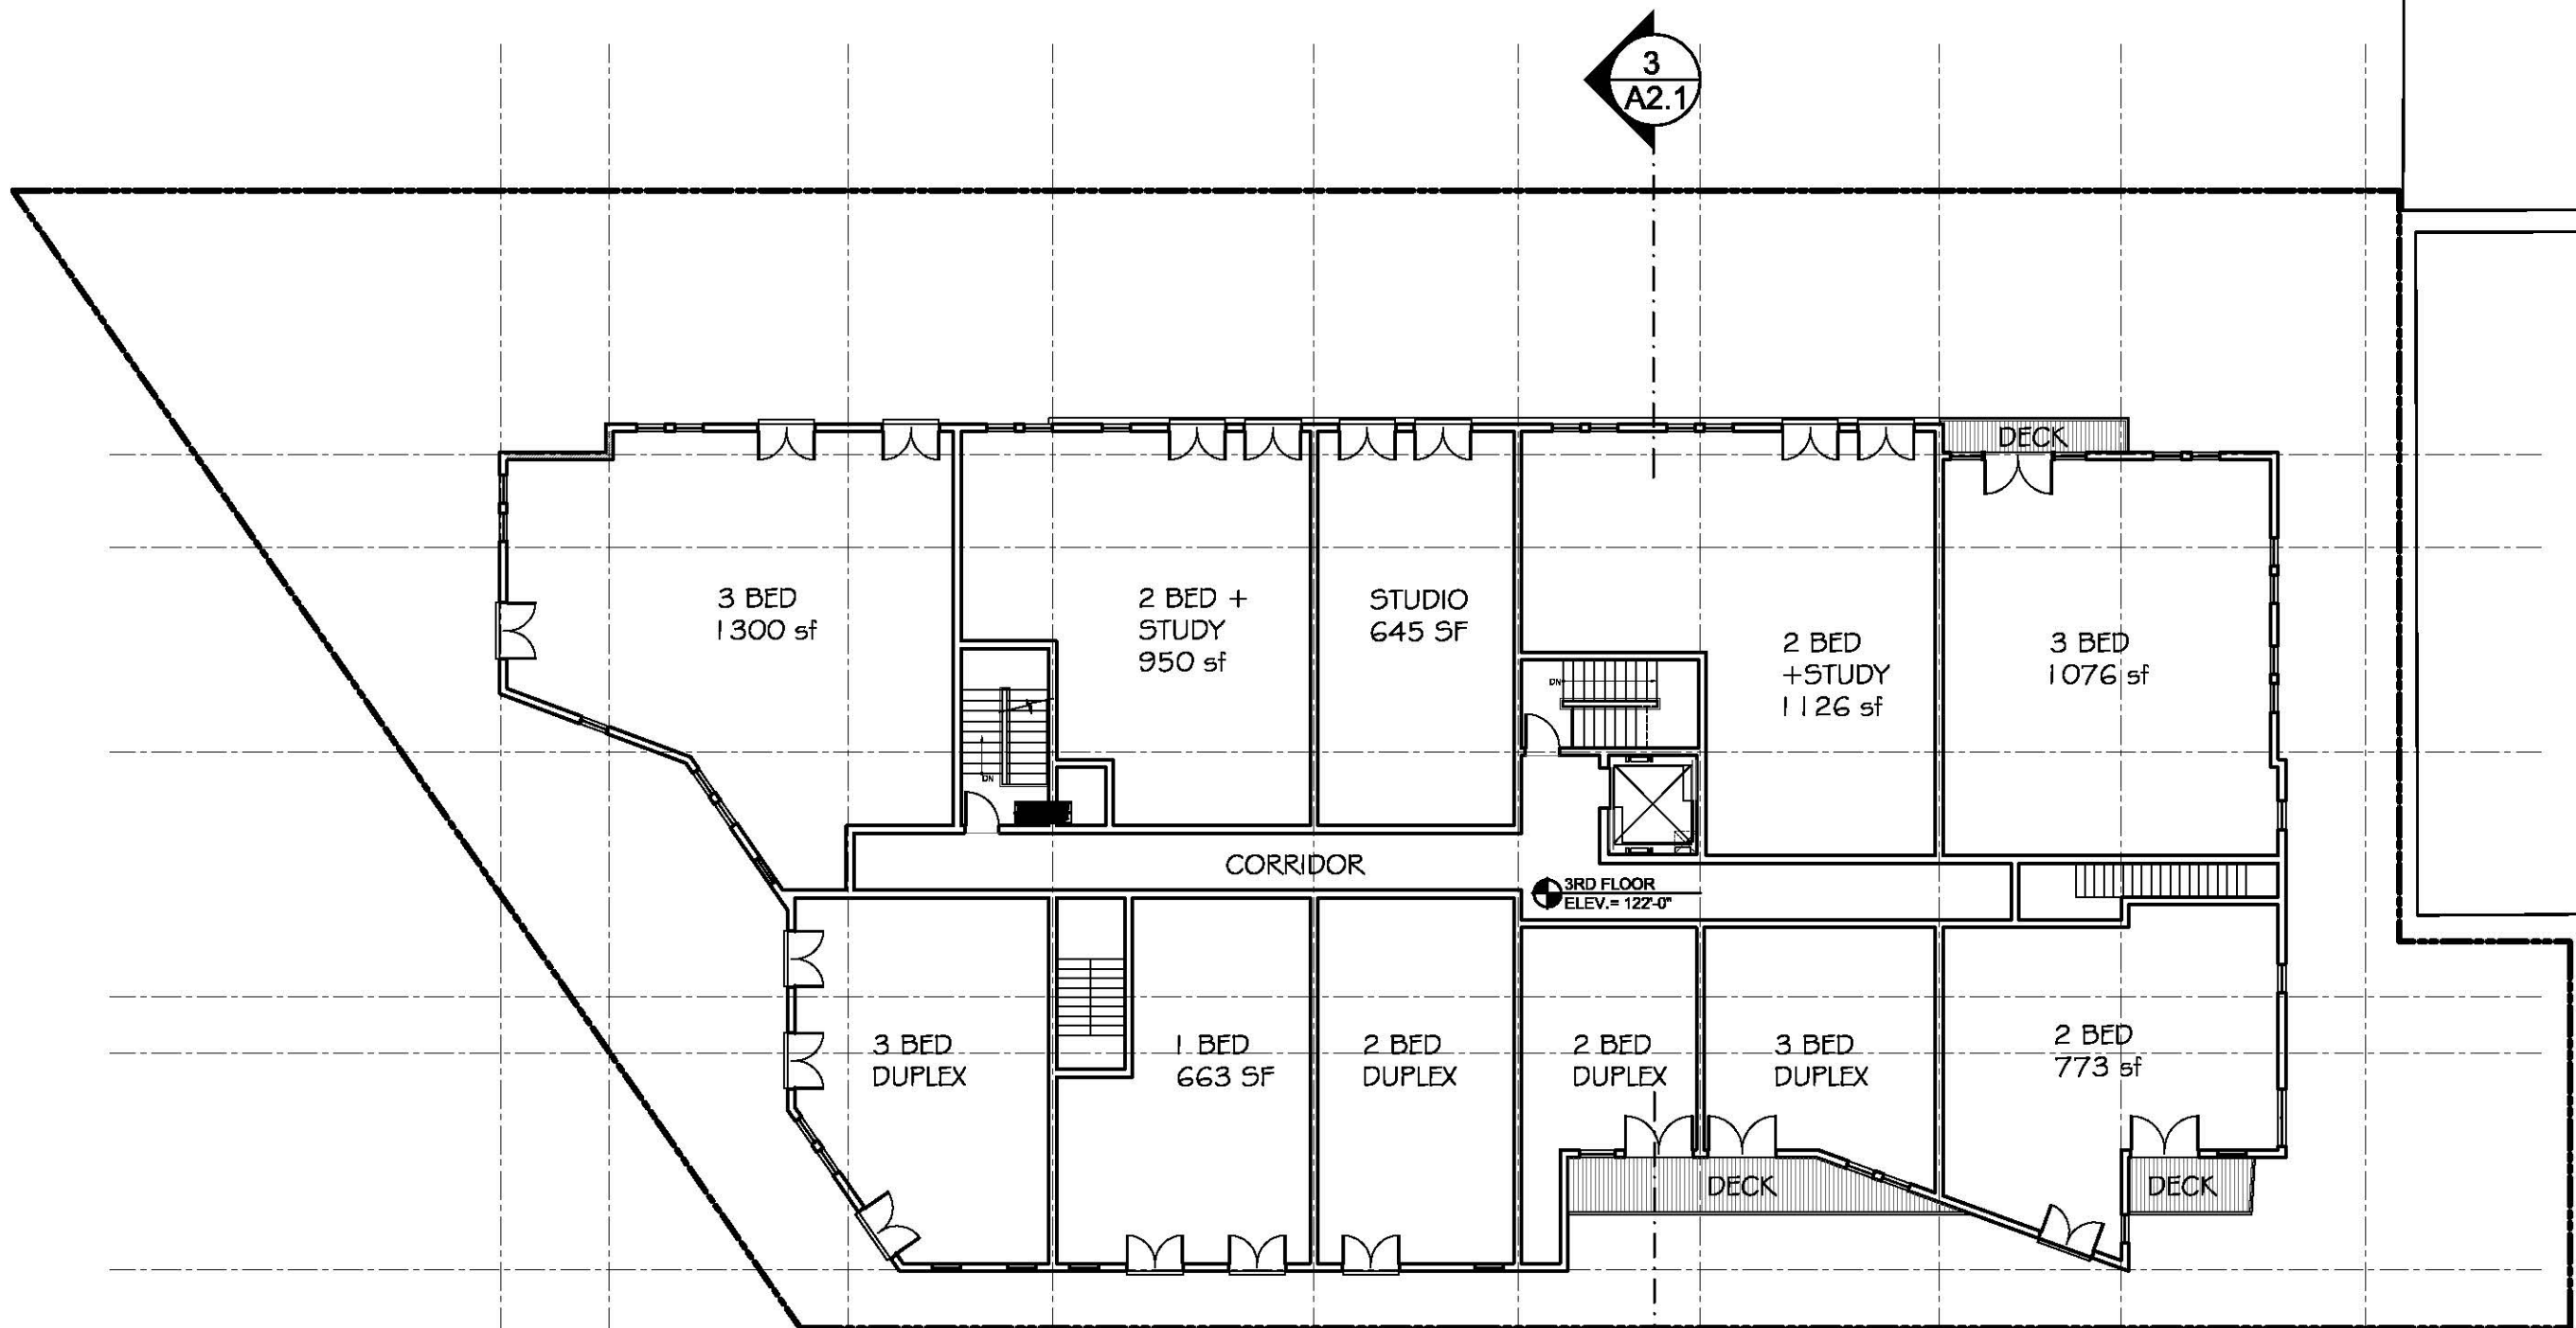 3
A2.1
DECK
3 BED
1300 sf
2 BED +
STUDY
950 sf
STUDIO
645 SF
2 BED
+STUDY
1126 sf
3 BED
1076 sf
DN
DN
CORRIDOR
3RD FLOOR
ELEV.= 122'-0"
3 BED
DUPLEX
1 BED
663 SF
2 BED
DUPLEX
2 BED
DUPLEX
3 BED
DUPLEX
2 BED
773 sf
DECK
DECK